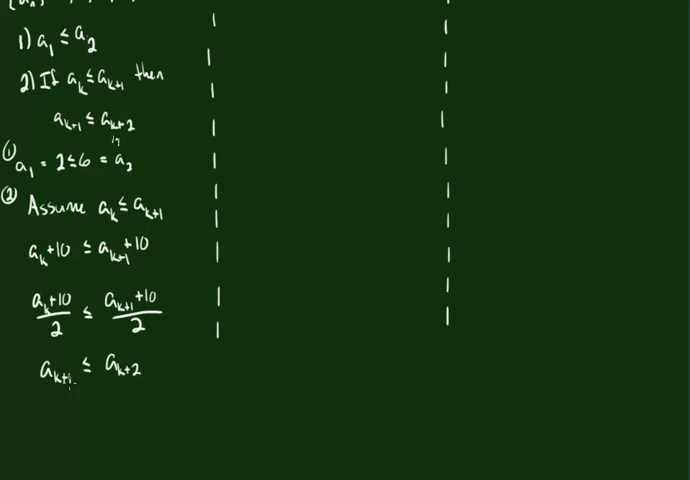 1) a₁ ≤ a₂
2) If aₖ ≤ aₖ₊₁ then
aₖ₊₁ ≤ aₖ₊₂
① a₁ = 2 ≤ 6 = a₂
② Assume aₖ ≤ aₖ₊₁
aₖ+10 ≤ aₖ₊₁+10
(aₖ+10)/2 ≤ (aₖ₊₁+10)/2
aₖ₊₁ ≤ aₖ₊₂